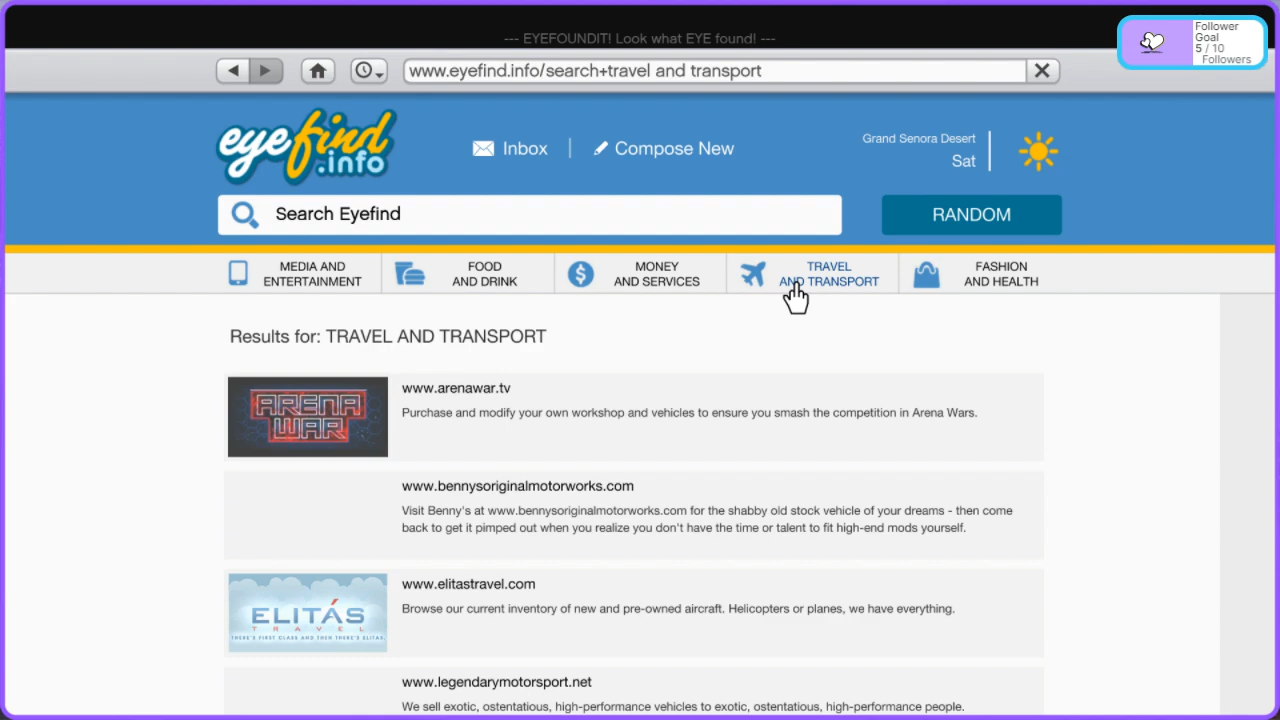 --- EYEFOUNDIT! Look what EYE found! ---
Follower
Goal
5 / 10
Followers
www.eyefind.info/search+travel and transport
eyefind
.info
Inbox
Compose New
Grand Senora Desert
Sat
Search Eyefind
RANDOM
MEDIA AND
ENTERTAINMENT
FOOD
AND DRINK
MONEY
AND SERVICES
TRAVEL
AND TRANSPORT
FASHION
AND HEALTH
Results for: TRAVEL AND TRANSPORT
ARENA
WAR
www.arenawar.tv
Purchase and modify your own workshop and vehicles to ensure you smash the competition in Arena Wars.
www.bennysoriginalmotorworks.com
Visit Benny's at www.bennysoriginalmotorworks.com for the shabby old stock vehicle of your dreams - then come
back to get it pimped out when you realize you don't have the time or talent to fit high-end mods yourself.
ELITÁS
TRAVEL
THERE'S FIRST CLASS AND THEN THERE'S ELITAS
www.elitastravel.com
Browse our current inventory of new and pre-owned aircraft. Helicopters or planes, we have everything.
www.legendarymotorsport.net
We sell exotic, ostentatious, high-performance vehicles to exotic, ostentatious, high-performance people.